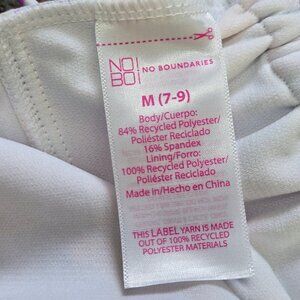 NO!
BO!
NO BOUNDARIES
M (7-9)
Body/Cuerpo:
84% Recycled Polyester/
Poliéster Reciclado
16% Spandex
Lining/Forro:
100% Recycled Polyester/
Poliéster Reciclado
Made in/Hecho en China
THIS LABEL YARN IS MADE
OUT OF 100% RECYCLED
POLYESTER MATERIALS